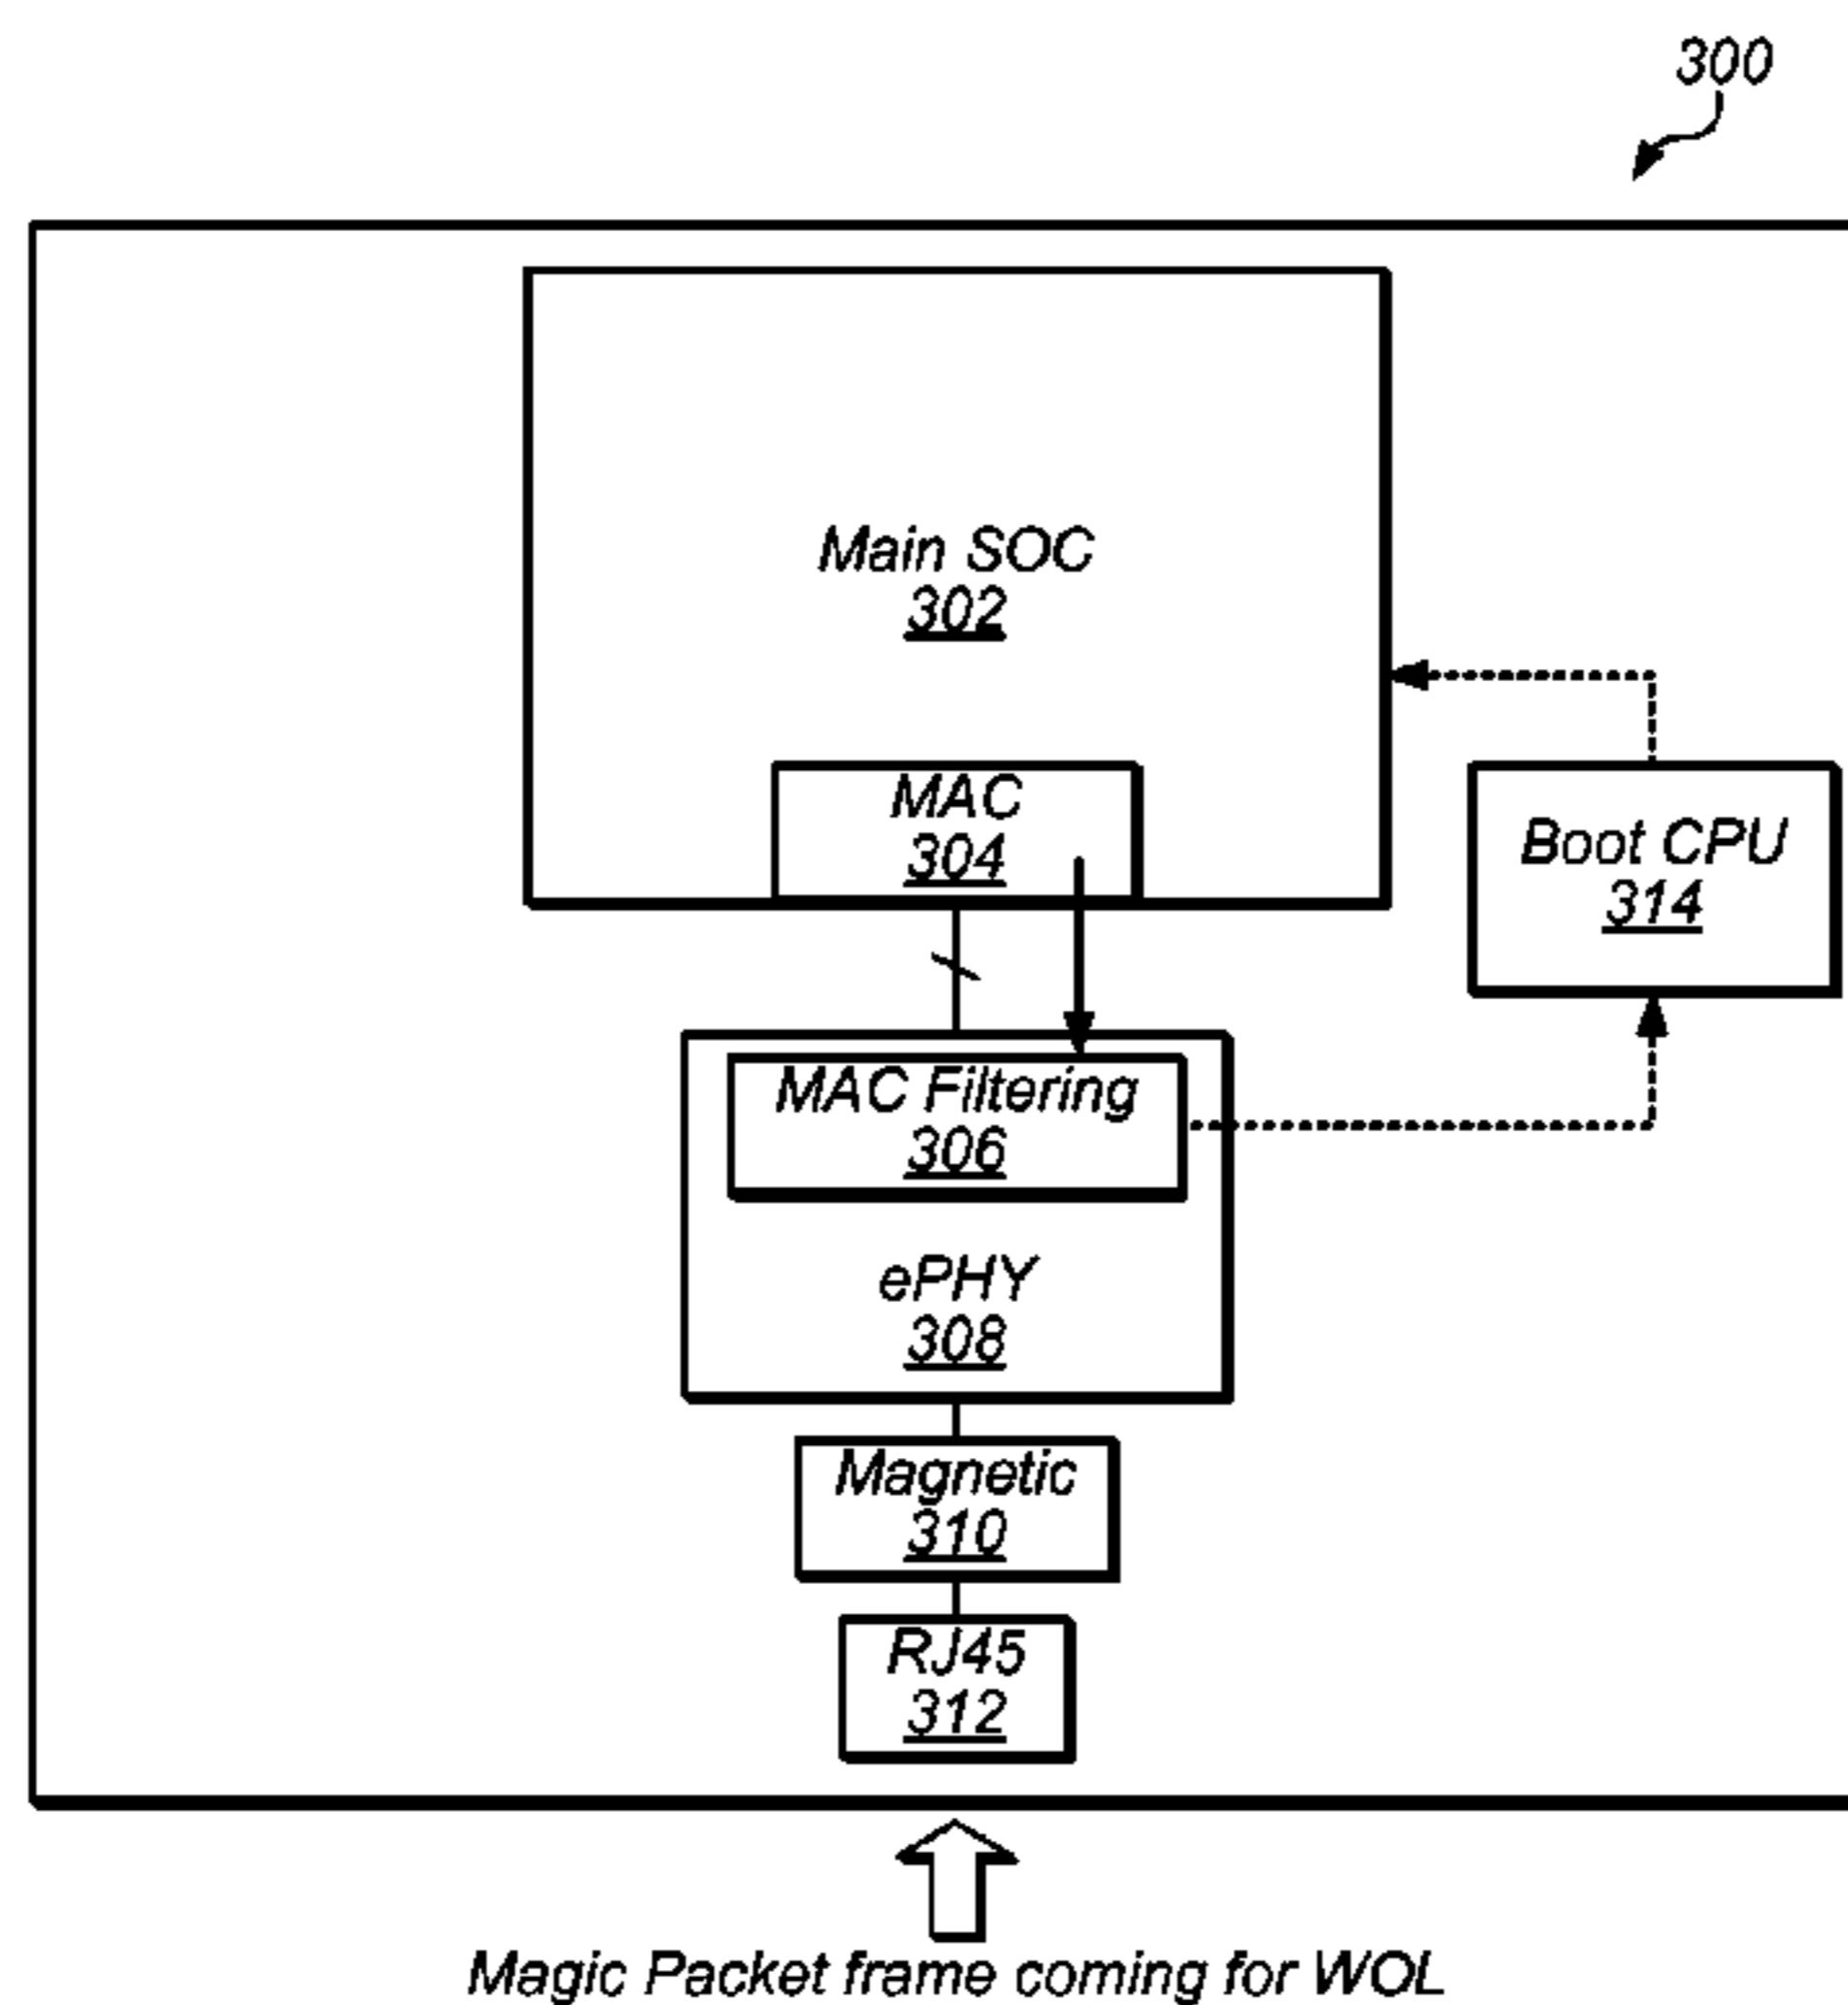 300
Main SOC
302
MAC
304
Boot CPU
314
MAC Filtering
306
ePHY
308
Magnetic
310
RJ45
312
Magic Packet frame coming for WOL